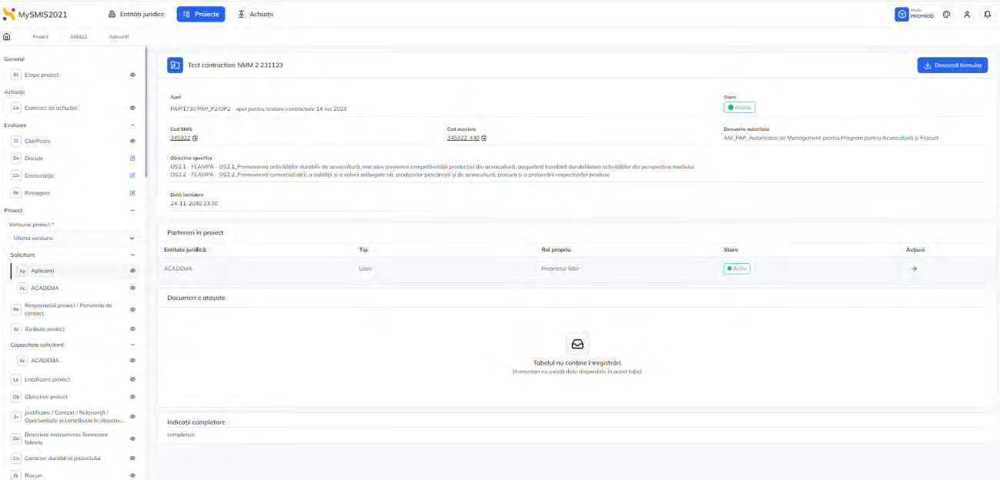 MySMIS2021
Entități juridice
Proiecte
Achiziții
Mediu
PREPROD
Proiect
345922
Aplicanți
General
Et Etape proiect
Achiziții
Co Contract de achiziție
Evaluare
Cl Clarificare
De Decizie
Co Contestație
Re Retragere
Proiect
Versiune proiect *
Ultima versiune
Solicitant
Ap Aplicanți
Ac ACADEMA
Re Responsabil proiect / Persoana de
contact
At Atribute proiect
Capacitate solicitant
Ac ACADEMA
Lo Localizare proiect
Ob Obiective proiect
Ju Justificare / Context / Relevanță /
Oportunitate și contribuția la obiectiv...
De Descriere instrumente financiare
folosite
Ca Caracter durabil al proiectului
Ri Riscuri
Test contractare NMM 2 231123
Descarcă formular
Apel
PAP/1730/PAP_P2/OP2 - apel pentru testare contractare 14 noi 2023
Stare
Admis
Cod SMIS
345922
Cod asociere
345922-440
Denumire autoritate
AM_PAP_Autoritatea de Management pentru Program pentru Acvacultură și Pescuit
Obiective specifice
OS2.1 - FEAMPA - OS2.1_Promovarea activităților durabile de acvacultură, mai ales creșterea competitivității producției din acvacultură, asigurând totodată durabilitatea activităților din perspectiva mediului
OS2.2 - FEAMPA - OS2.2_Promovarea comercializării, a calității și a valorii adăugate ale produselor pescărești și de acvacultură, precum și a prelucrării respectivelor produse
Dată închidere
24-11-2030 23:30
Parteneri în proiect
Entitate juridică Tip Rol propriu Stare Acțiuni
ACADEMA Lider Proprietar lider Activ
Documente atașate
Tabelul nu conține înregistrări.
Momentan nu există date disponibile în acest tabel
Indicații completare
completati